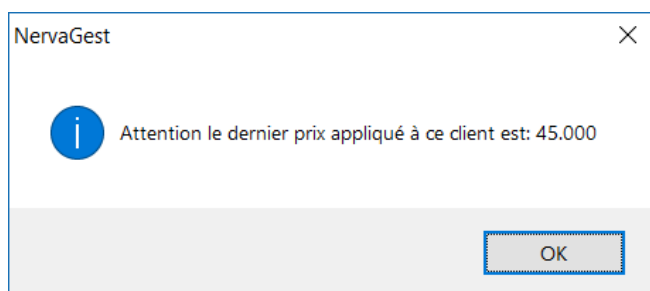 NervaGest
Attention le dernier prix appliqué à ce client est: 45.000
OK